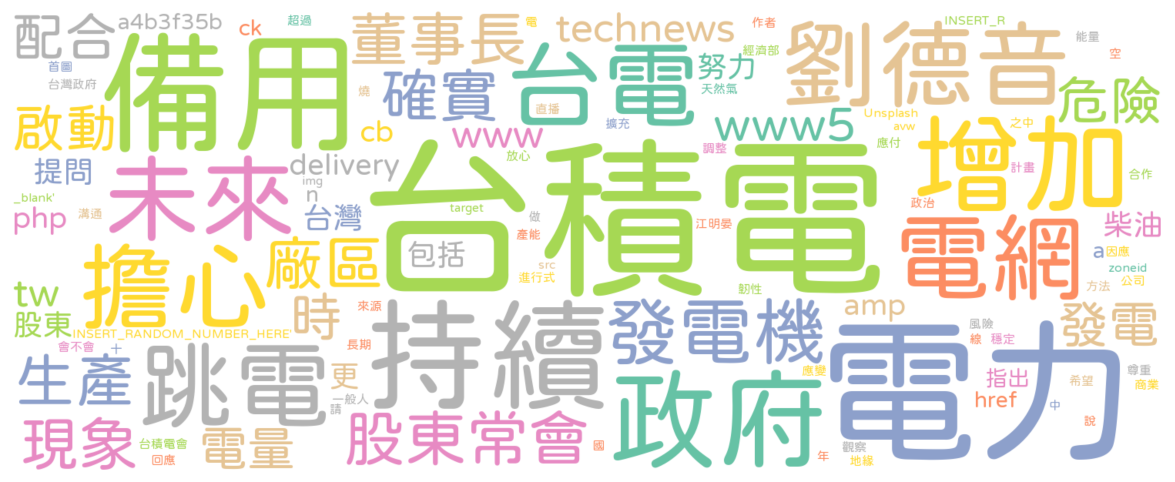 配合
a4b3f35b
ck
超過
董事長
電
technews
作者
INSERT_R
能量
首圖
台灣政府
備用
燒
確實
台電
努力
經濟部
天然氣
劉德音
空
危險
啟動
cb
www
直播
擴充
www5
Unsplash
avw
之中
應付
增加
提問
未來
delivery
img
n
放心
台積電
調整
計畫
合作
_blank'
php
溝通
台灣
target
做
產能
江明晏
政治
電網
柴油
擔心
廠區
包括
src
進行式
韌性
a
因應
zoneid
公司
方法
tw
股東
INSERT_RANDOM_NUMBER_HERE'
時
來源
持續
發電機
amp
電力
風險
線
穩定
發電
會不會
十
長期
生產
跳電
更
一般人
請
政府
應變
指出
href
希望
尊重
商業
中
說
現象
台積電會
回應
電量
股東常會
國
年
觀察
地緣